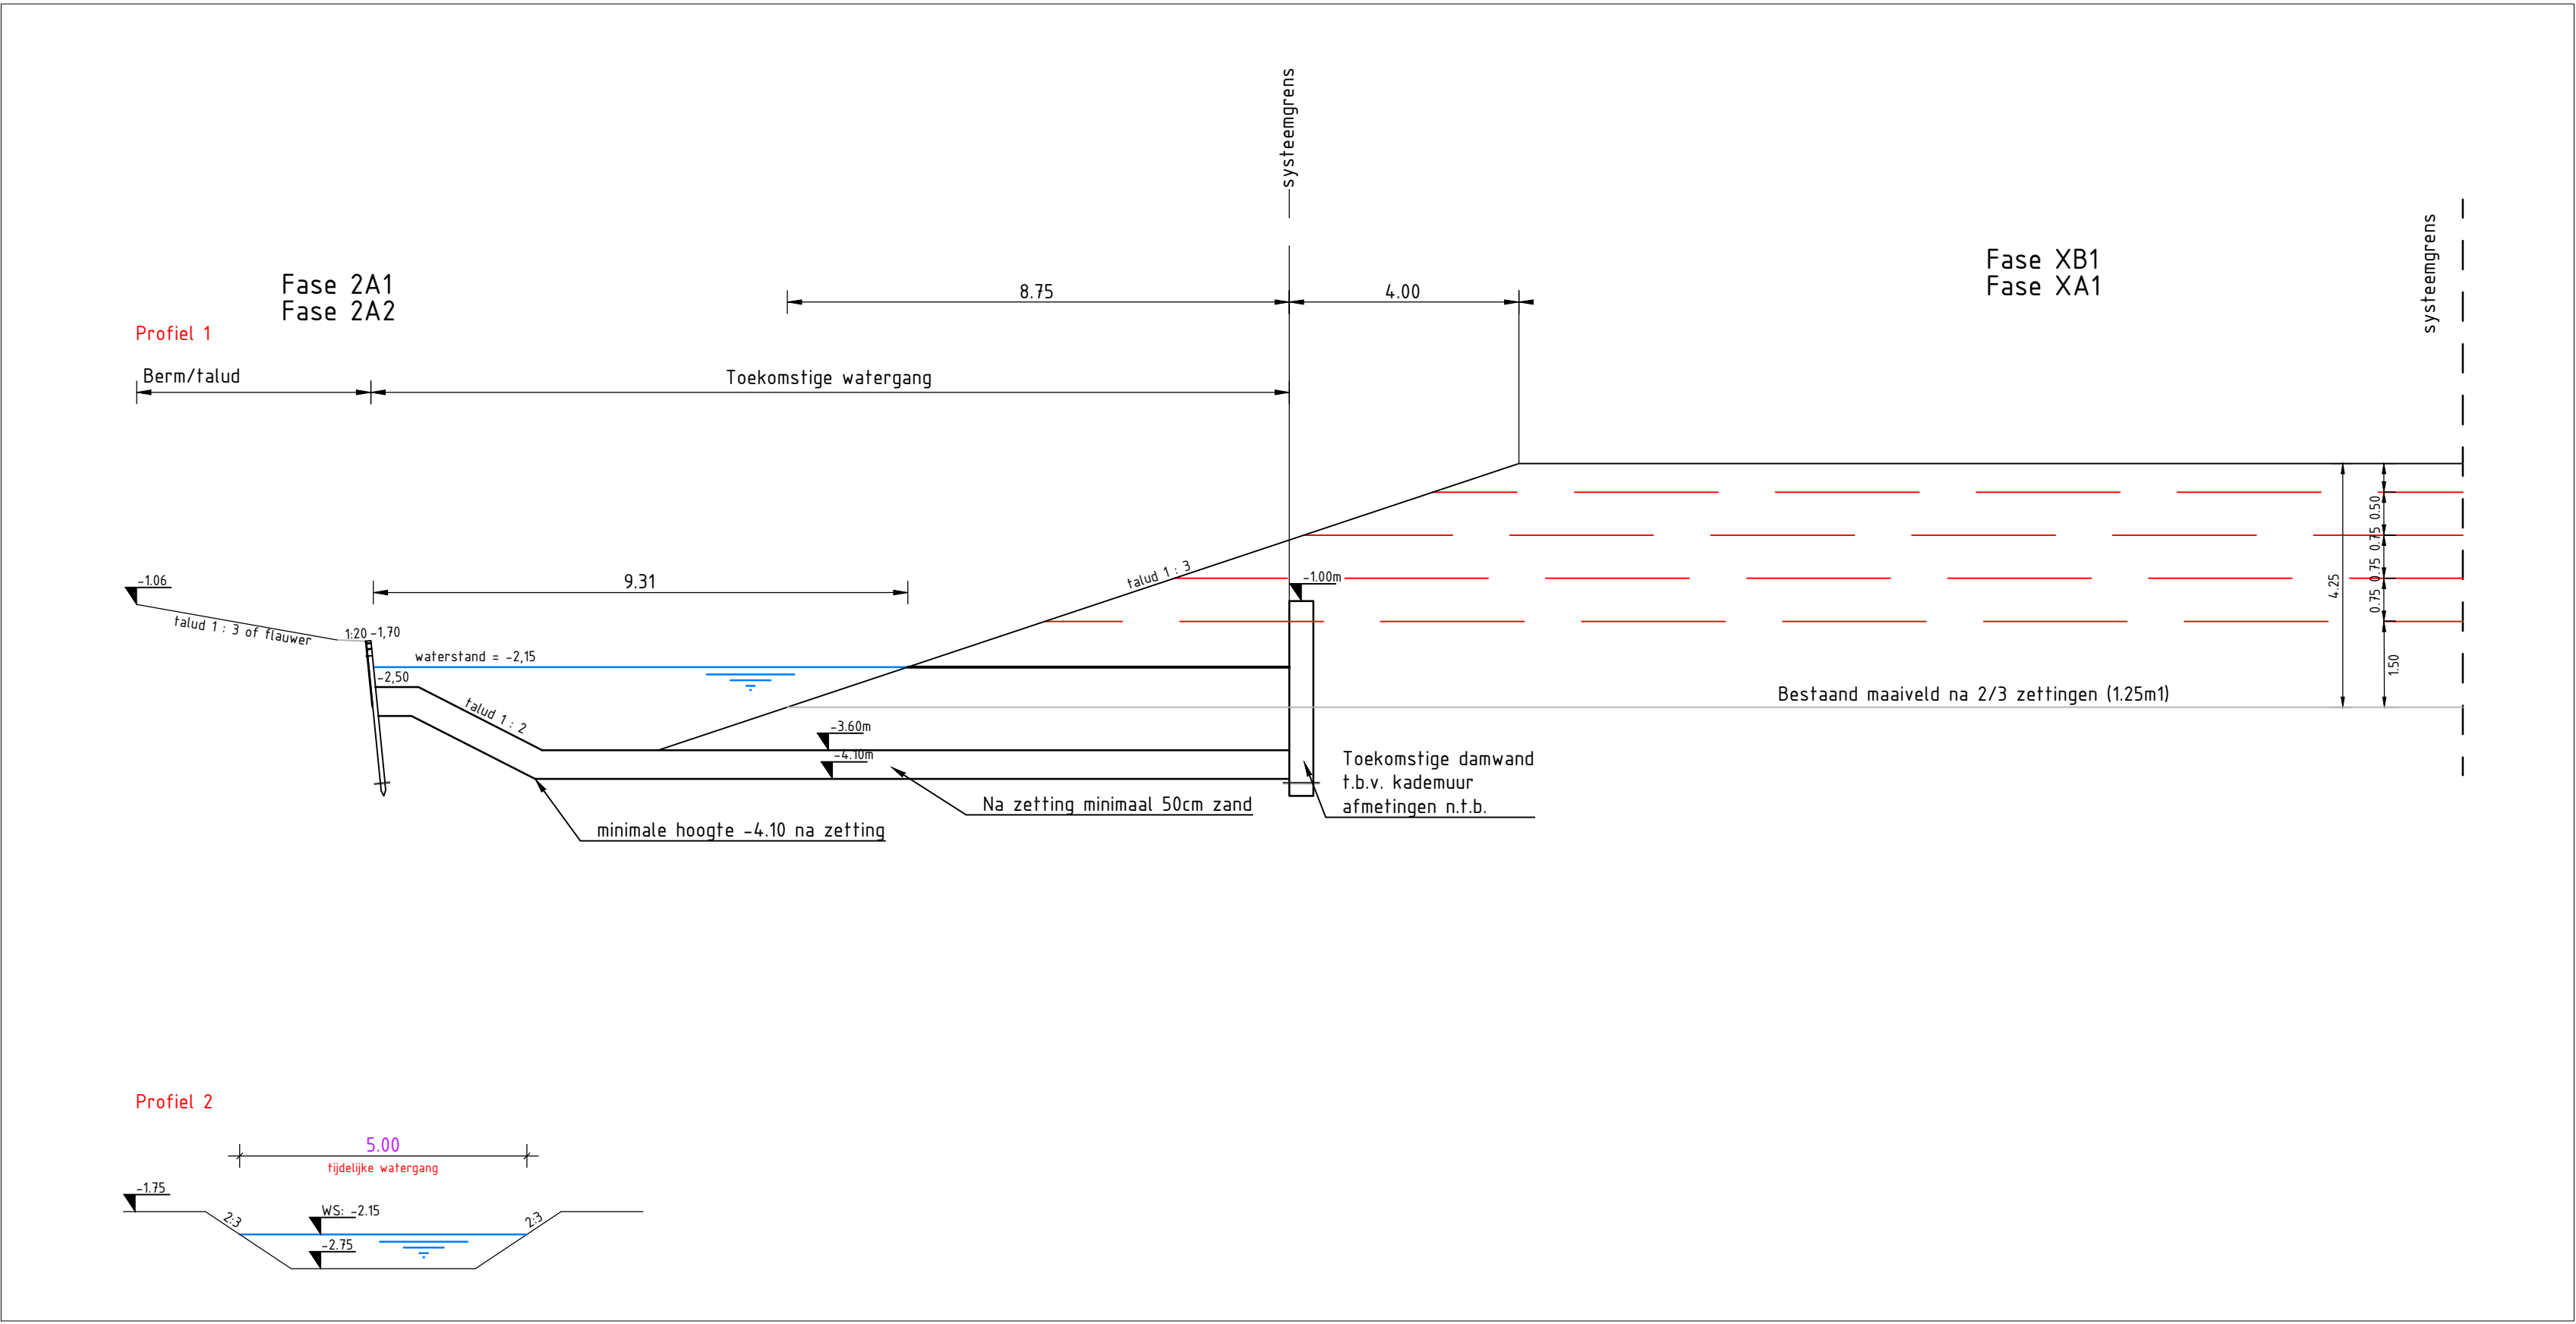 systeemgrens
Fase 2A1
Fase 2A2
Fase XB1
Fase XA1
systeemgrens
8.75
4.00
Profiel 1
Berm/talud
Toekomstige watergang
-1.06
talud 1 : 3 of flauwer
1:20
-1,70
9.31
talud 1 : 3
-1.00m
waterstand = -2,15
-2,50
talud 1 : 2
-3.60m
-4.10m
0.50
0.75
0.75
0.75
1.50
4.25
Bestaand maaiveld na 2/3 zettingen (1.25m1)
Toekomstige damwand
t.b.v. kademuur
afmetingen n.t.b.
Na zetting minimaal 50cm zand
minimale hoogte -4.10 na zetting
Profiel 2
5.00
tijdelijke watergang
-1.75
2:3
WS: -2.15
2:3
-2.75